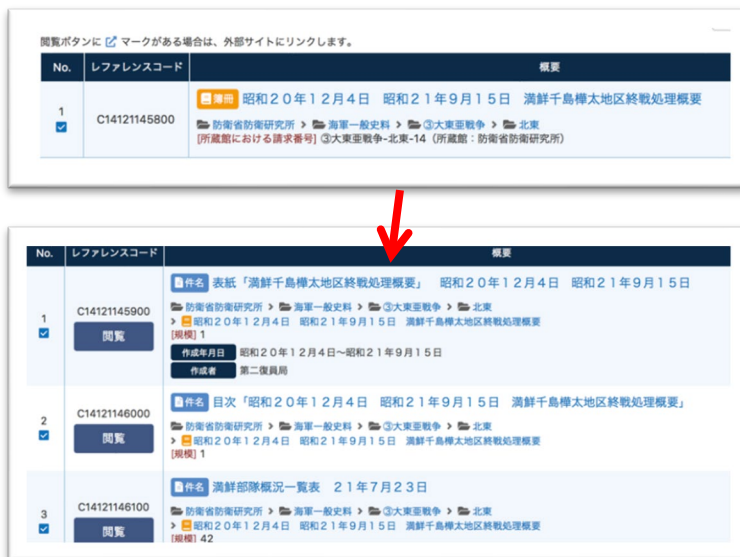 閲覧ボタンに マークがある場合は、外部サイトにリンクします。
No. レファレンスコード 概要
1 C14121145800 簿冊 昭和20年12月4日 昭和21年9月15日 満鮮千島樺太地区終戦処理概要
防衛省防衛研究所 > 海軍一般史料 > ③大東亜戦争 > 北東
[所蔵館における請求番号] ③大東亜戦争-北東-14（所蔵館：防衛省防衛研究所）
No. レファレンスコード 概要
1 C14121145900 閲覧 件名 表紙「満鮮千島樺太地区終戦処理概要」 昭和20年12月4日 昭和21年9月15日
防衛省防衛研究所 > 海軍一般史料 > ③大東亜戦争 > 北東
> 昭和20年12月4日 昭和21年9月15日 満鮮千島樺太地区終戦処理概要
[規模] 1
作成年月日 昭和20年12月4日～昭和21年9月15日
作成者 第二復員局
2 C14121146000 閲覧 件名 目次「昭和20年12月4日 昭和21年9月15日 満鮮千島樺太地区終戦処理概要」
防衛省防衛研究所 > 海軍一般史料 > ③大東亜戦争 > 北東
> 昭和20年12月4日 昭和21年9月15日 満鮮千島樺太地区終戦処理概要
[規模] 1
3 C14121146100 閲覧 件名 満鮮部隊概況一覧表 21年7月23日
防衛省防衛研究所 > 海軍一般史料 > ③大東亜戦争 > 北東
> 昭和20年12月4日 昭和21年9月15日 満鮮千島樺太地区終戦処理概要
[規模] 42